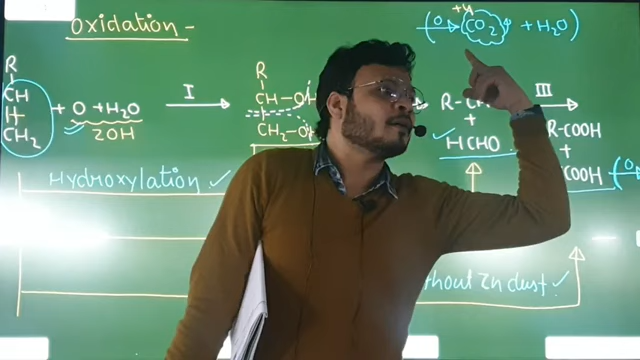 Oxidation -
( O → +4 CO2 ↑ + H2O )
R
CH
CH2
+ O + H2O
2OH
I
R
CH - OH
CH2 - OH
R - CH
+
HCHO
III
R-COOH
+
COOH
Hydroxylation ✓
Zn dust ✓